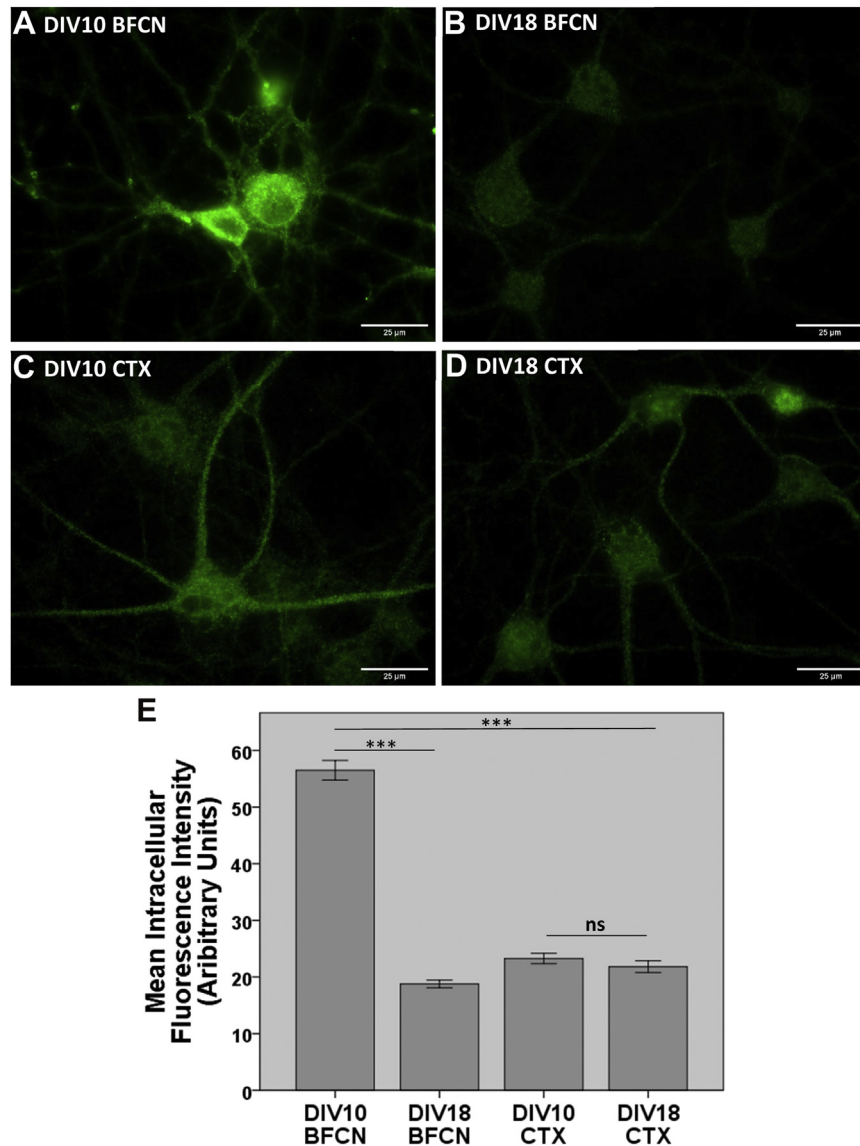 A DIV10 BFCN
B DIV18 BFCN
25 µm
25 µm
C DIV10 CTX
D DIV18 CTX
25 µm
25 µm
E
***
***
ns
Mean Intracellular
Fluorescence Intensity
(Aribitrary Units)
60
50
40
30
20
10
0
DIV10
BFCN
DIV18
BFCN
DIV10
CTX
DIV18
CTX